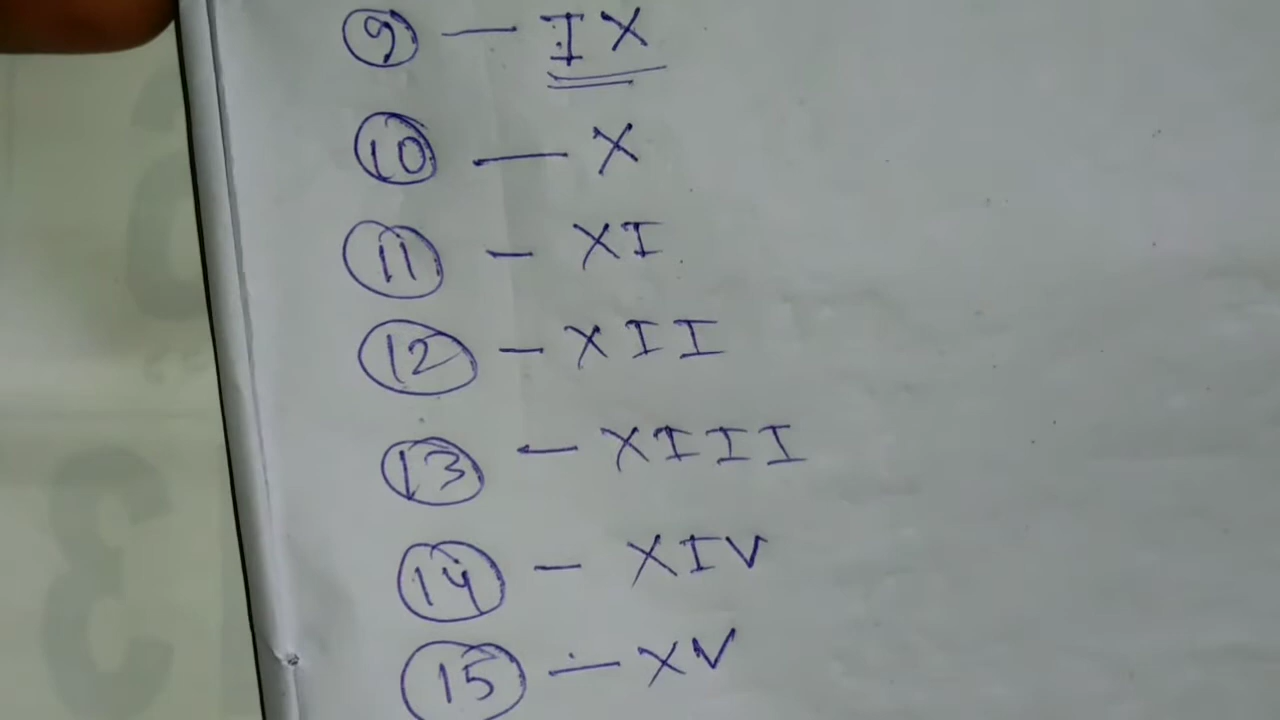 9 — IX
10 — X
11 - XI
12 - XII
13 - XIII
14 - XIV
15 - XV